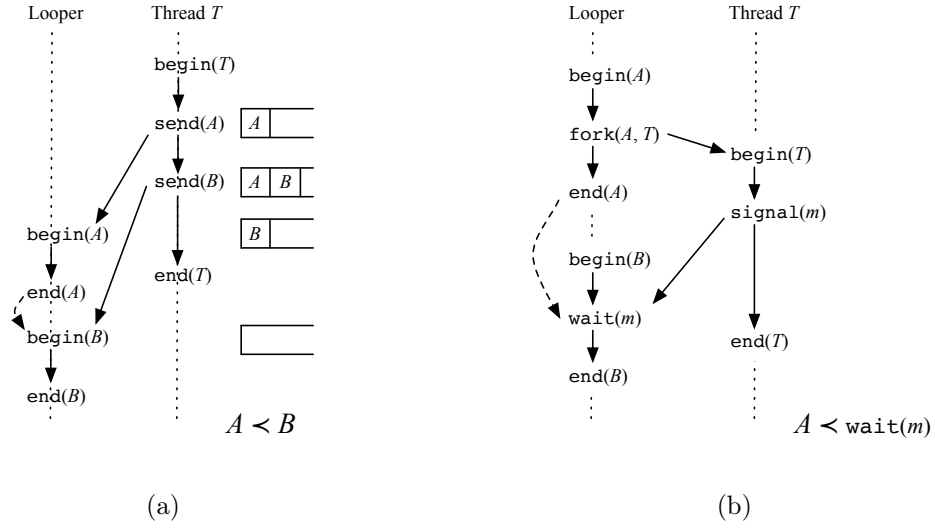 Looper Thread T
begin(T)
send(A) A
send(B) A B
begin(A) B
end(T)
end(A)
begin(B)
end(B)
A ≺ B
(a)
Looper Thread T
begin(A)
fork(A, T)
begin(T)
end(A)
signal(m)
begin(B)
wait(m)
end(T)
end(B)
A ≺ wait(m)
(b)